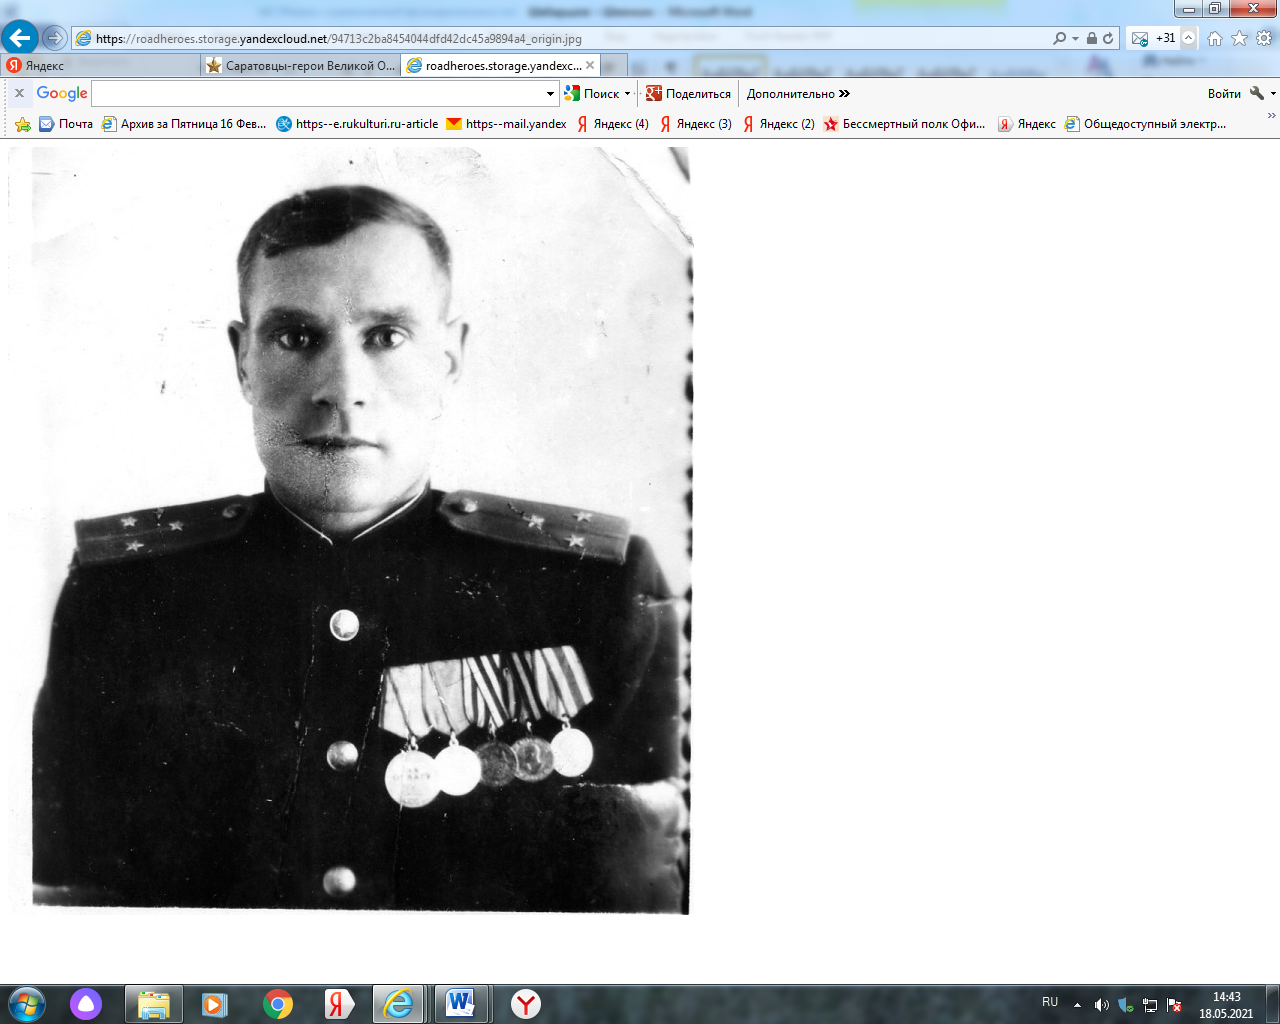 https://roadheroes.storage.yandexcloud.net/94713c2ba8454044dfd42dc45a9894a4_origin.jpg
+31
Яндекс
Саратовцы-герои Великой О...
roadheroes.storage.yandexc...
Google
Поиск
Поделиться
Дополнительно
Войти
Почта
Архив за Пятница 16 Фев...
https--e.rukulturi.ru-article
https--mail.yandex
Яндекс (4)
Яндекс (3)
Яндекс (2)
Бессмертный полк Офи...
Яндекс
Общедоступный электр...
RU
14:43
18.05.2021